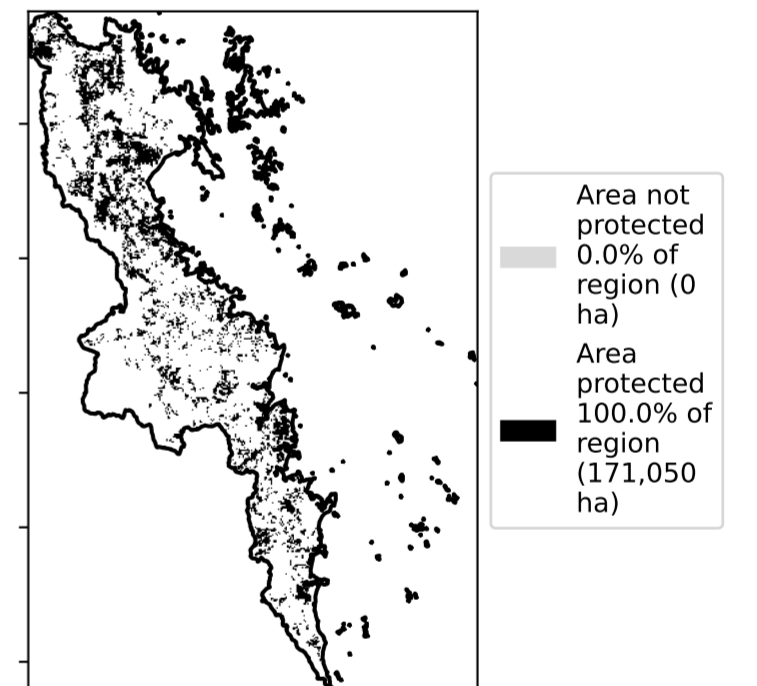 Area not
protected
0.0% of
region (0
ha)
Area
protected
100.0% of
region
(171,050
ha)